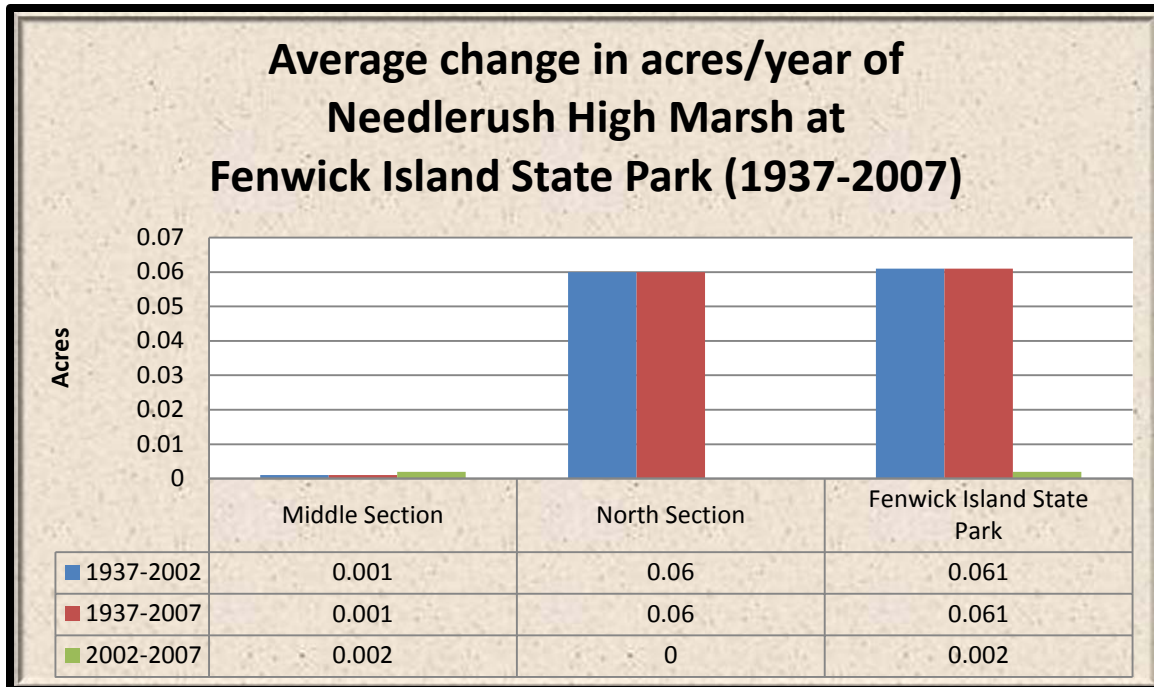 Average change in acres/year of
Needlerush High Marsh at
Fenwick Island State Park (1937-2007)
0.07
0.06
0.05
0.04
0.03
0.02
0.01
0
Acres
Middle Section North Section Fenwick Island State
Park
1937-2002 0.001 0.06 0.061
1937-2007 0.001 0.06 0.061
2002-2007 0.002 0 0.002